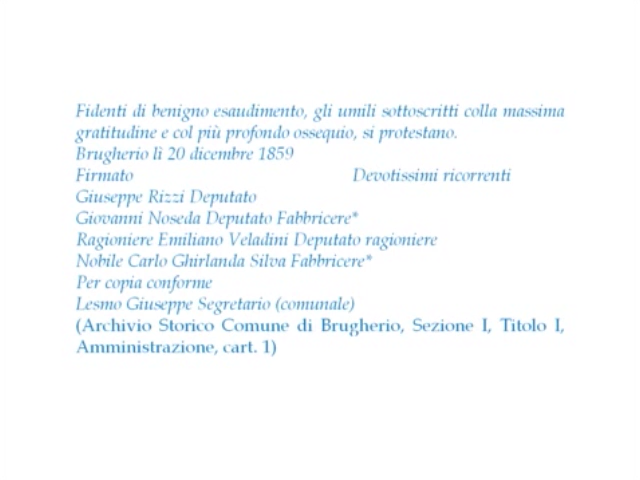 Fidenti di benigno esaudimento, gli umili sottoscritti colla massima
gratitudine e col più profondo ossequio, si protestano.
Brugherio lì 20 dicembre 1859
Firmato Devotissimi ricorrenti
Giuseppe Rizzi Deputato
Giovanni Noseda Deputato Fabbricere*
Ragioniere Emiliano Veladini Deputato ragioniere
Nobile Carlo Ghirlanda Silva Fabbricere*
Per copia conforme
Lesmo Giuseppe Segretario (comunale)
(Archivio Storico Comune di Brugherio, Sezione I, Titolo I,
Amministrazione, cart. 1)